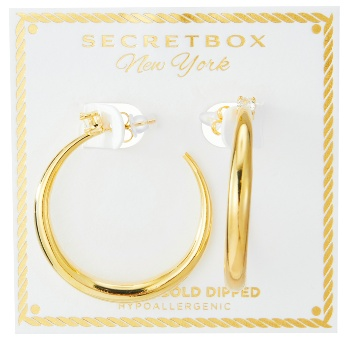 SECRETBOX
New York
GOLD DIPPED
HYPOALLERGENIC